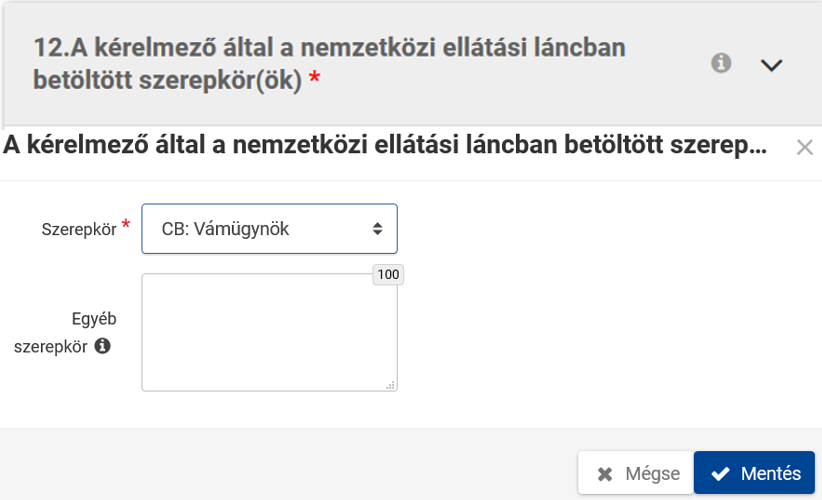 12.A kérelmező által a nemzetközi ellátási láncban
betöltött szerepkör(ök) *
A kérelmező által a nemzetközi ellátási láncban betöltött szerep...
Szerepkör *
CB: Vámügynök
100
Egyéb
szerepkör
Mégse
Mentés